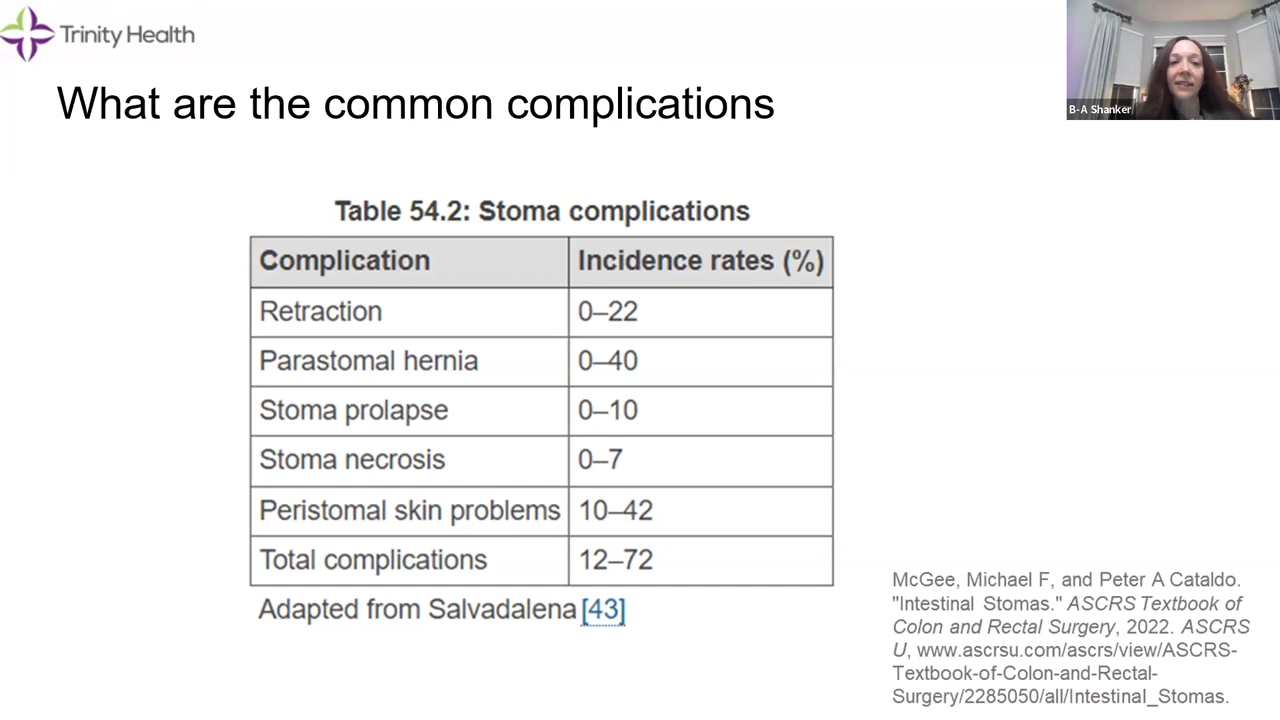 Trinity Health
What are the common complications
B-A Shanker
Table 54.2: Stoma complications
Complication Incidence rates (%)
Retraction 0–22
Parastomal hernia 0–40
Stoma prolapse 0–10
Stoma necrosis 0–7
Peristomal skin problems 10–42
Total complications 12–72
Adapted from Salvadalena [43]
McGee, Michael F, and Peter A Cataldo.
"Intestinal Stomas." ASCRS Textbook of
Colon and Rectal Surgery, 2022. ASCRS
U, www.ascrsu.com/ascrs/view/ASCRS-
Textbook-of-Colon-and-Rectal-
Surgery/2285050/all/Intestinal_Stomas.